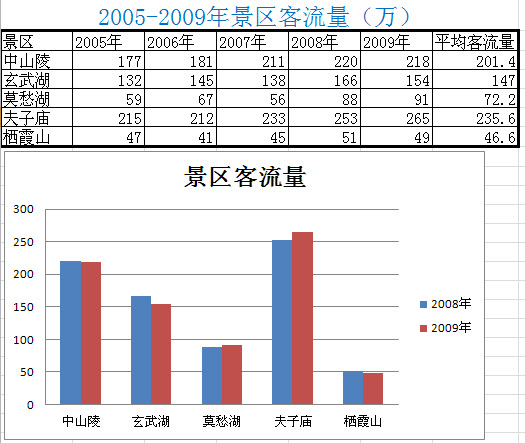 2005-2009年景区客流量（万）
景区 2005年 2006年 2007年 2008年 2009年 平均客流量
中山陵 177 181 211 220 218 201.4
玄武湖 132 145 138 166 154 147
莫愁湖 59 67 56 88 91 72.2
夫子庙 215 212 233 253 265 235.6
栖霞山 47 41 45 51 49 46.6
景区客流量
300
250
200
150
100
50
0
2008年
2009年
中山陵 玄武湖 莫愁湖 夫子庙 栖霞山